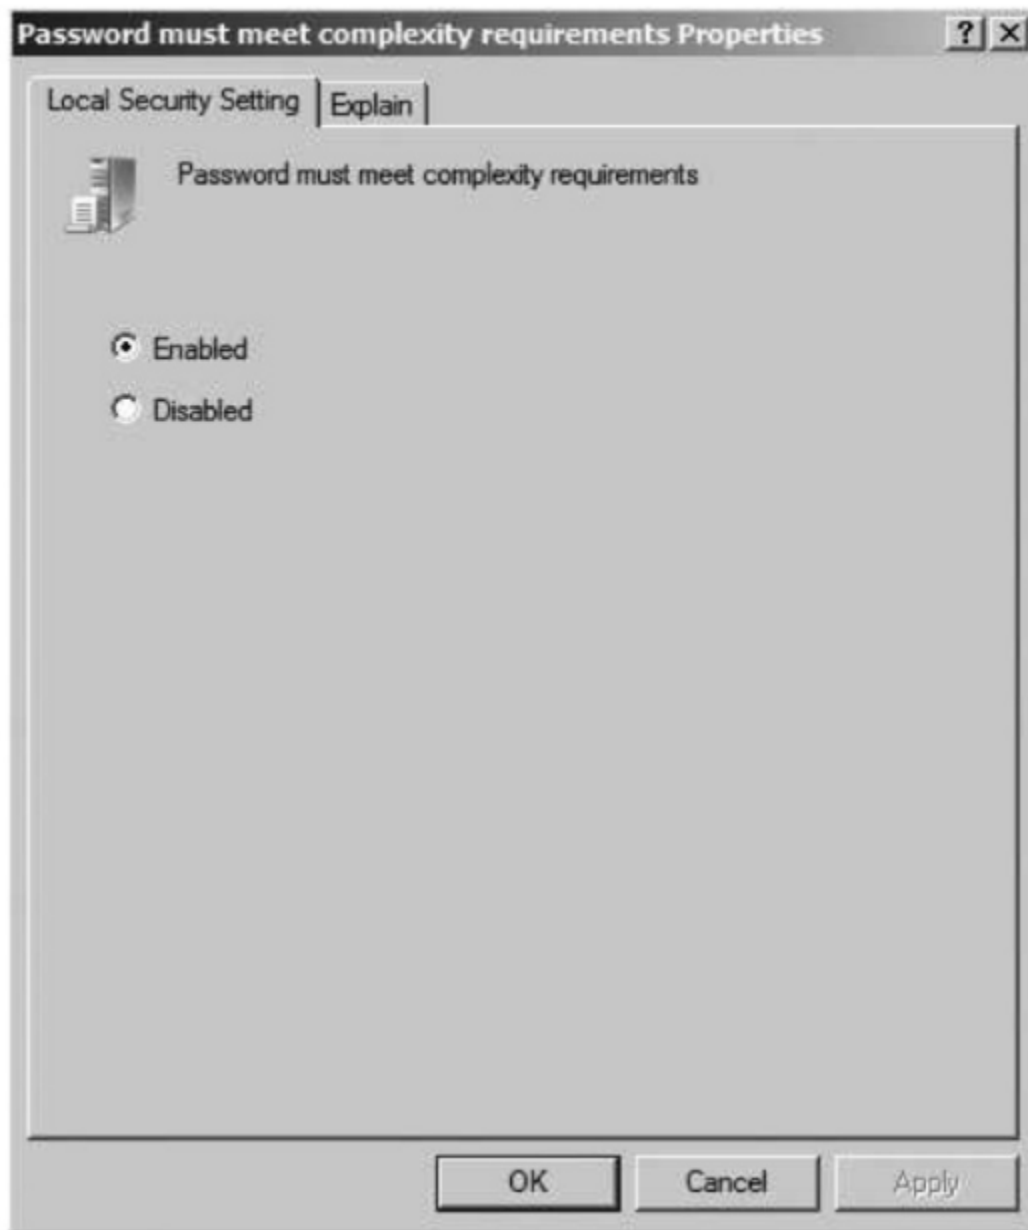 Password must meet complexity requirements Properties
Local Security Setting
Explain
Password must meet complexity requirements
Enabled
Disabled
OK
Cancel
Apply